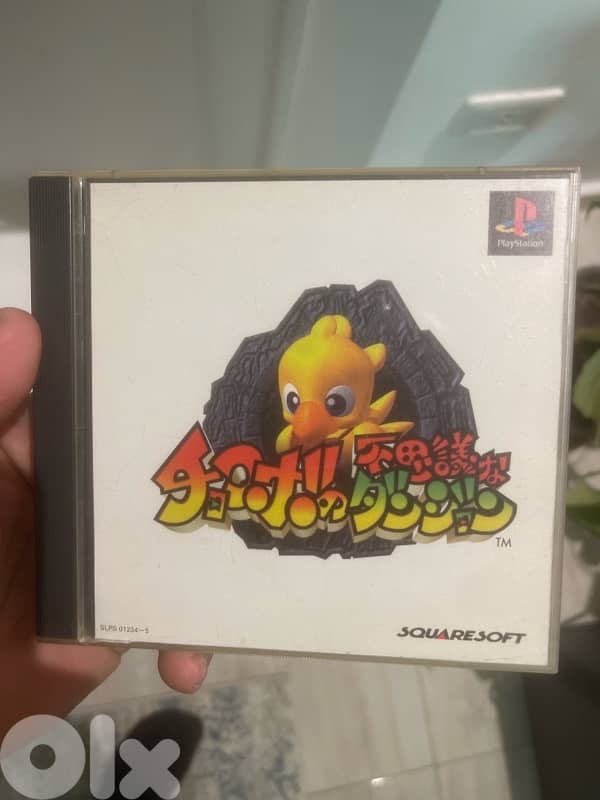 PlayStation
チョコボの不思議な
ダンジョン
TM
SLPS 01234~5
SQUARESOFT
olx